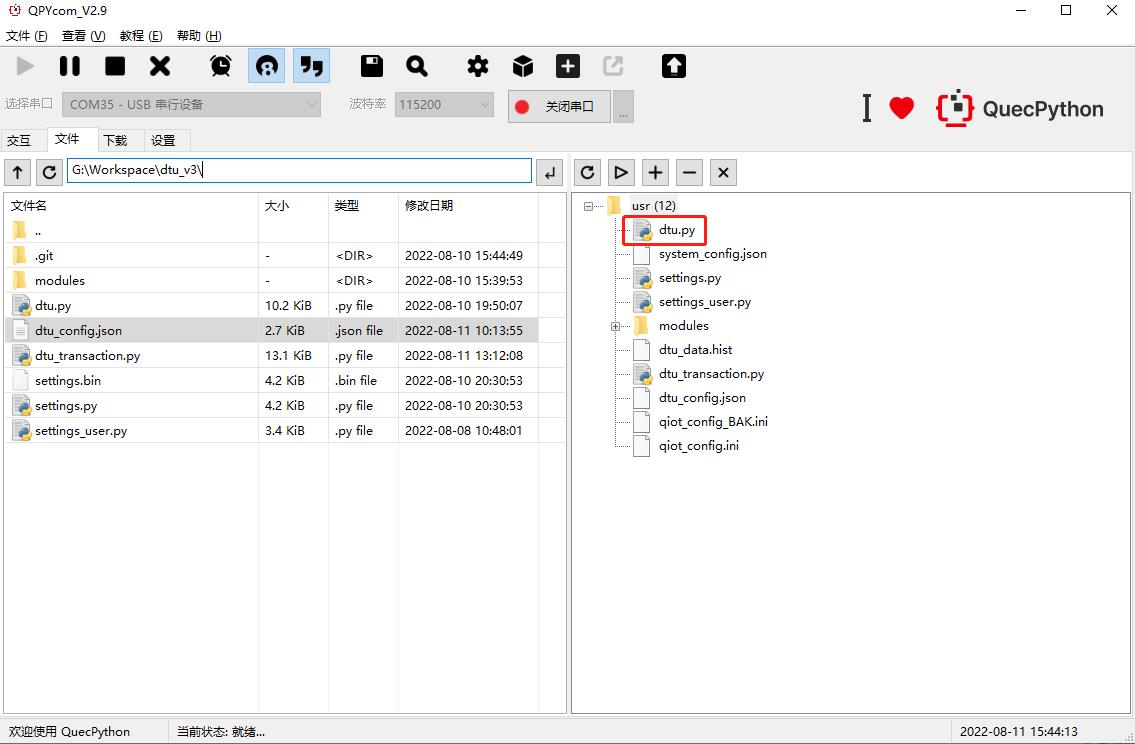 QPYcom_V2.9
文件 (F) 查看 (V) 教程 (E) 帮助 (H)
选择串口 COM35 - USB 串行设备 波特率 115200 关闭串口 ... I QuecPython
交互 文件 下载 设置
G:\Workspace\dtu_v3\
文件名 大小 类型 修改日期
..
.git - <DIR> 2022-08-10 15:44:49
modules - <DIR> 2022-08-10 15:39:53
dtu.py 10.2 KiB .py file 2022-08-10 19:50:07
dtu_config.json 2.7 KiB .json file 2022-08-11 10:13:55
dtu_transaction.py 13.1 KiB .py file 2022-08-11 13:12:08
settings.bin 4.2 KiB .bin file 2022-08-10 20:30:53
settings.py 4.2 KiB .py file 2022-08-10 20:30:53
settings_user.py 3.4 KiB .py file 2022-08-08 10:48:01
usr (12)
dtu.py
system_config.json
settings.py
settings_user.py
modules
dtu_data.hist
dtu_transaction.py
dtu_config.json
qiot_config_BAK.ini
qiot_config.ini
欢迎使用 QuecPython 当前状态: 就绪... 2022-08-11 15:44:13